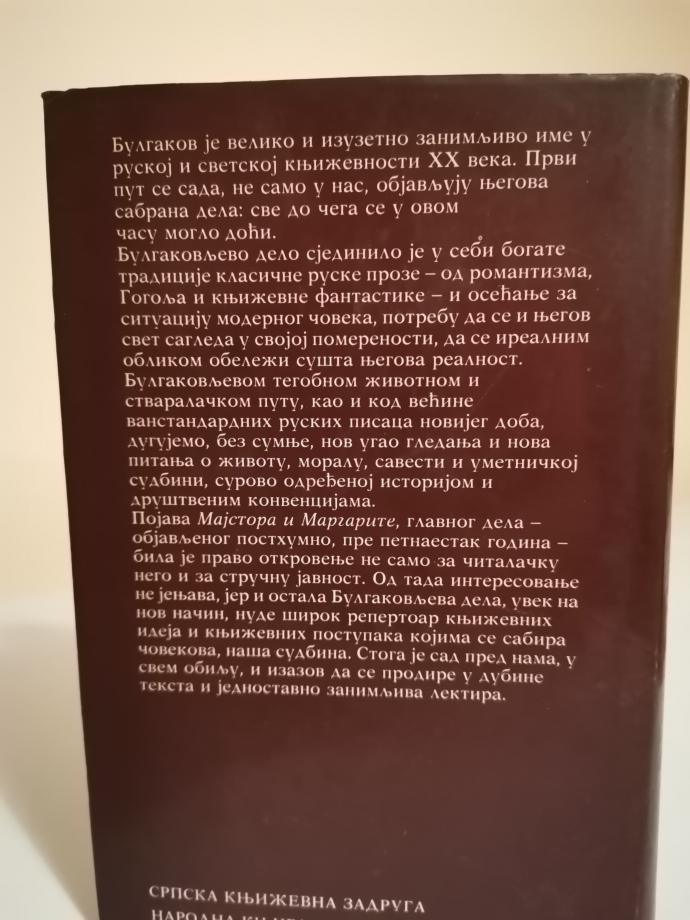 Булгаков је велико и изузетно занимљиво име у
руској и светској књижевности XX века. Први
пут се сада, не само у нас, објављују његова
сабрана дела: све до чега се у овом
часу могло доћи.
Булгаковљево дело сјединило је у себи богате
традиције класичне руске прозе – од романтизма,
Гогоља и књижевне фантастике – и осећање за
ситуацију модерног човека, потребу да се и његов
свет сагледа у својој померености, да се иреалним
обликом обележи сушта његова реалност.
Булгаковљевом тегобном животном и
стваралачком путу, као и код већине
ванстандардних руских писаца новијег доба,
дугујемо, без сумње, нов угао гледања и нова
питања о животу, моралу, савести и уметничкој
судбини, сурово одређеној историјом и
друштвеним конвенцијама.
Појава Мајстора и Маргарите, главног дела –
објављеног постхумно, пре петнаестак година –
била је право откровење не само за читалачку
него и за стручну јавност. Од тада интересовање
не јењава, јер и остала Булгаковљева дела, увек на
нов начин, нуде широк репертоар књижевних
идеја и књижевних поступака којима се сабира
човекова, наша судбина. Стога је сад пред нама, у
свем обиљу, и изазов да се продире у дубине
текста и једноставно занимљива лектира.
СРПСКА КЊИЖЕВНА ЗАДРУГА
НАРОДНА